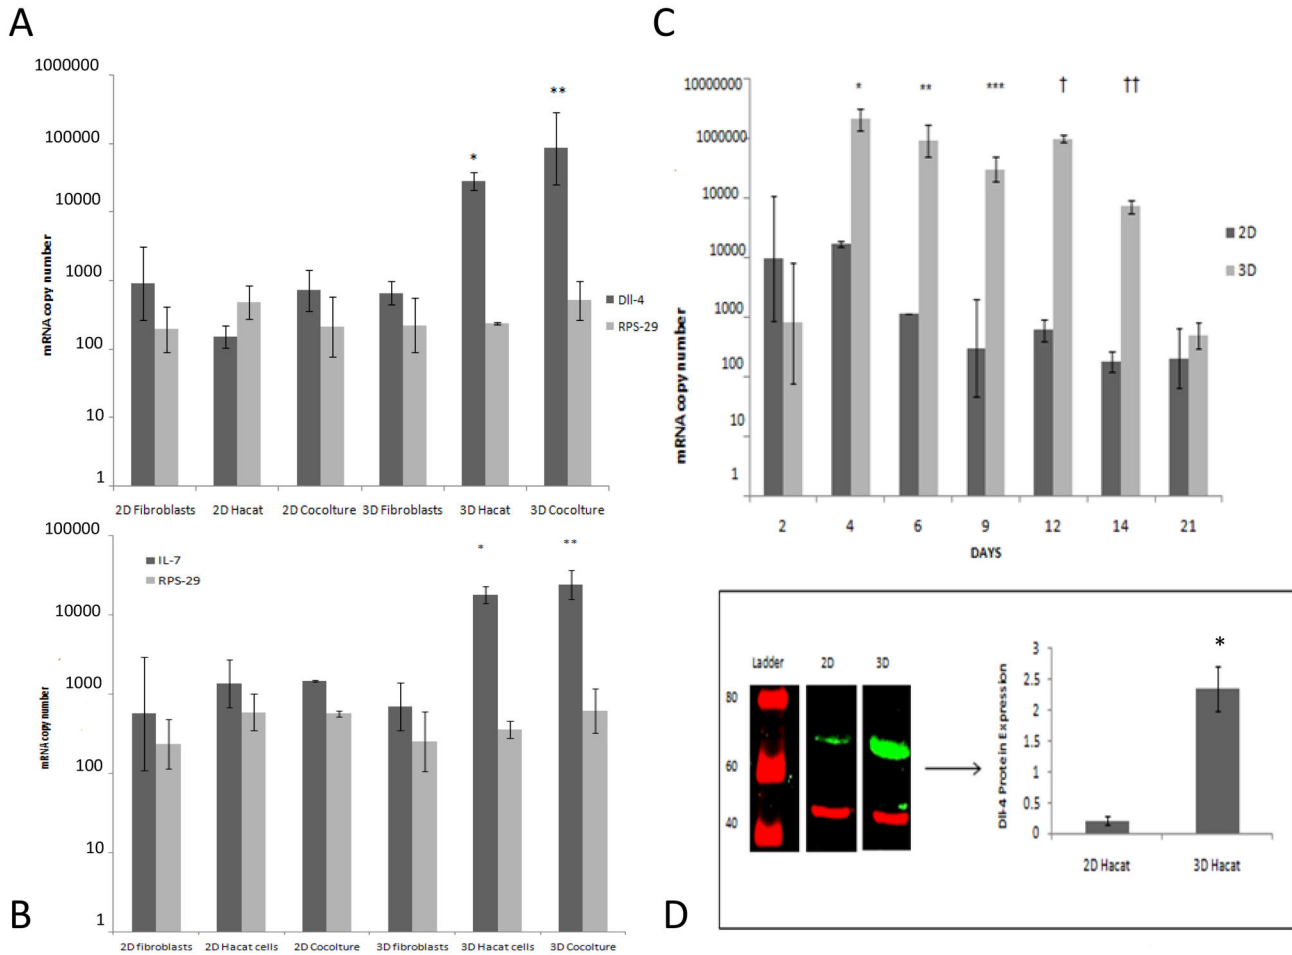 A
1000000
100000
10000
1000
100
10
1
mRNA copy number
* **
Dll-4
RPS-29
2D Fibroblasts 2D Hacat 2D Cocolture 3D Fibroblasts 3D Hacat 3D Cocolture
B
100000
10000
1000
100
10
1
mRNA copy number
IL-7
RPS-29
* **
2D fibroblasts 2D Hacat cells 2D Cocolture 3D fibroblasts 3D Hacat cells 3D Cocolture
C
10000000
1000000
100000
10000
1000
100
10
1
mRNA copy number
* ** *** † ††
2D
3D
2 4 6 9 12 14 21
DAYS
D
Ladder 2D 3D
80
60
40
Dll-4 Protein Expression
3
2.5
2
1.5
1
0.5
0
*
2D Hacat 3D Hacat